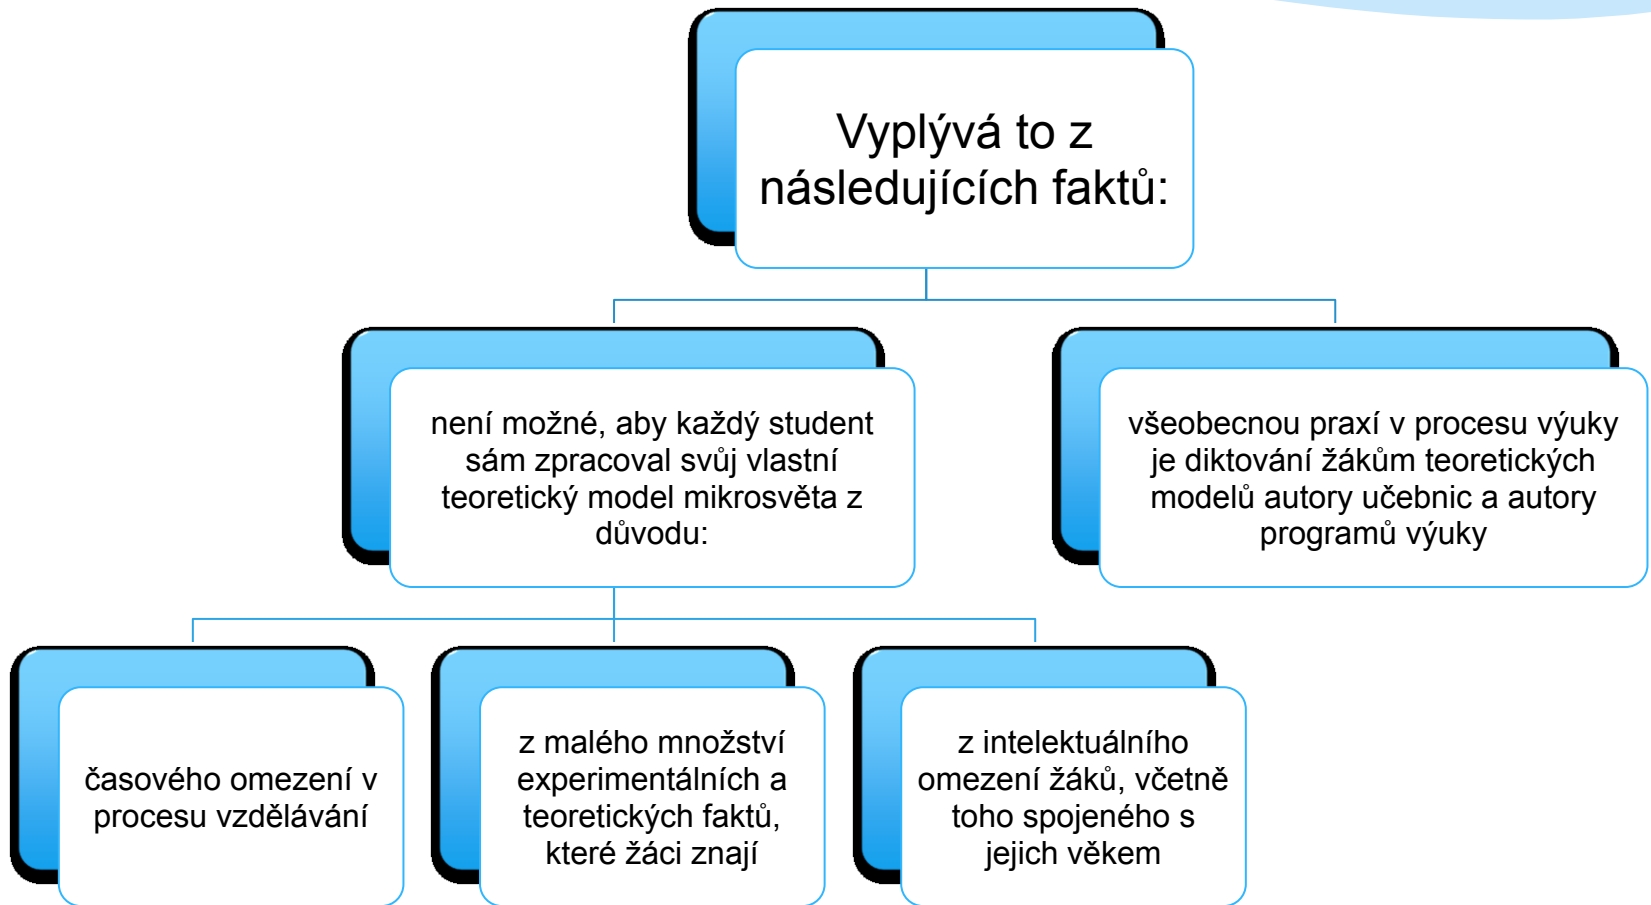 Vyplývá to z
následujících faktů:
není možné, aby každý student
sám zpracoval svůj vlastní
teoretický model mikrosvěta z
důvodu:
všeobecnou praxí v procesu výuky
je diktování žákům teoretických
modelů autory učebnic a autory
programů výuky
časového omezení v
procesu vzdělávání
z malého množství
experimentálních a
teoretických faktů,
které žáci znají
z intelektuálního
omezení žáků, včetně
toho spojeného s
jejich věkem